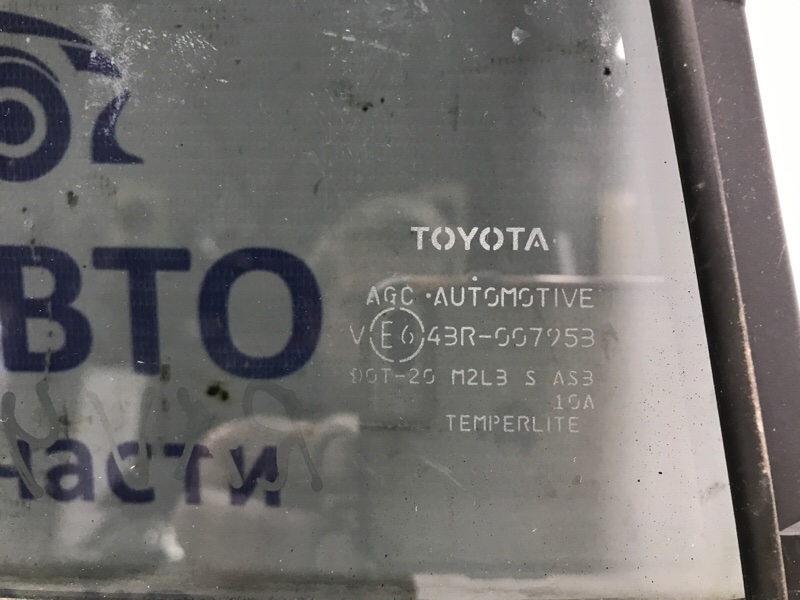 ВТО
части
TOYOTA
AGC AUTOMOTIVE
V E6 43R-007953
DOT-20 M2L3 S AS3
10A
TEMPERLITE